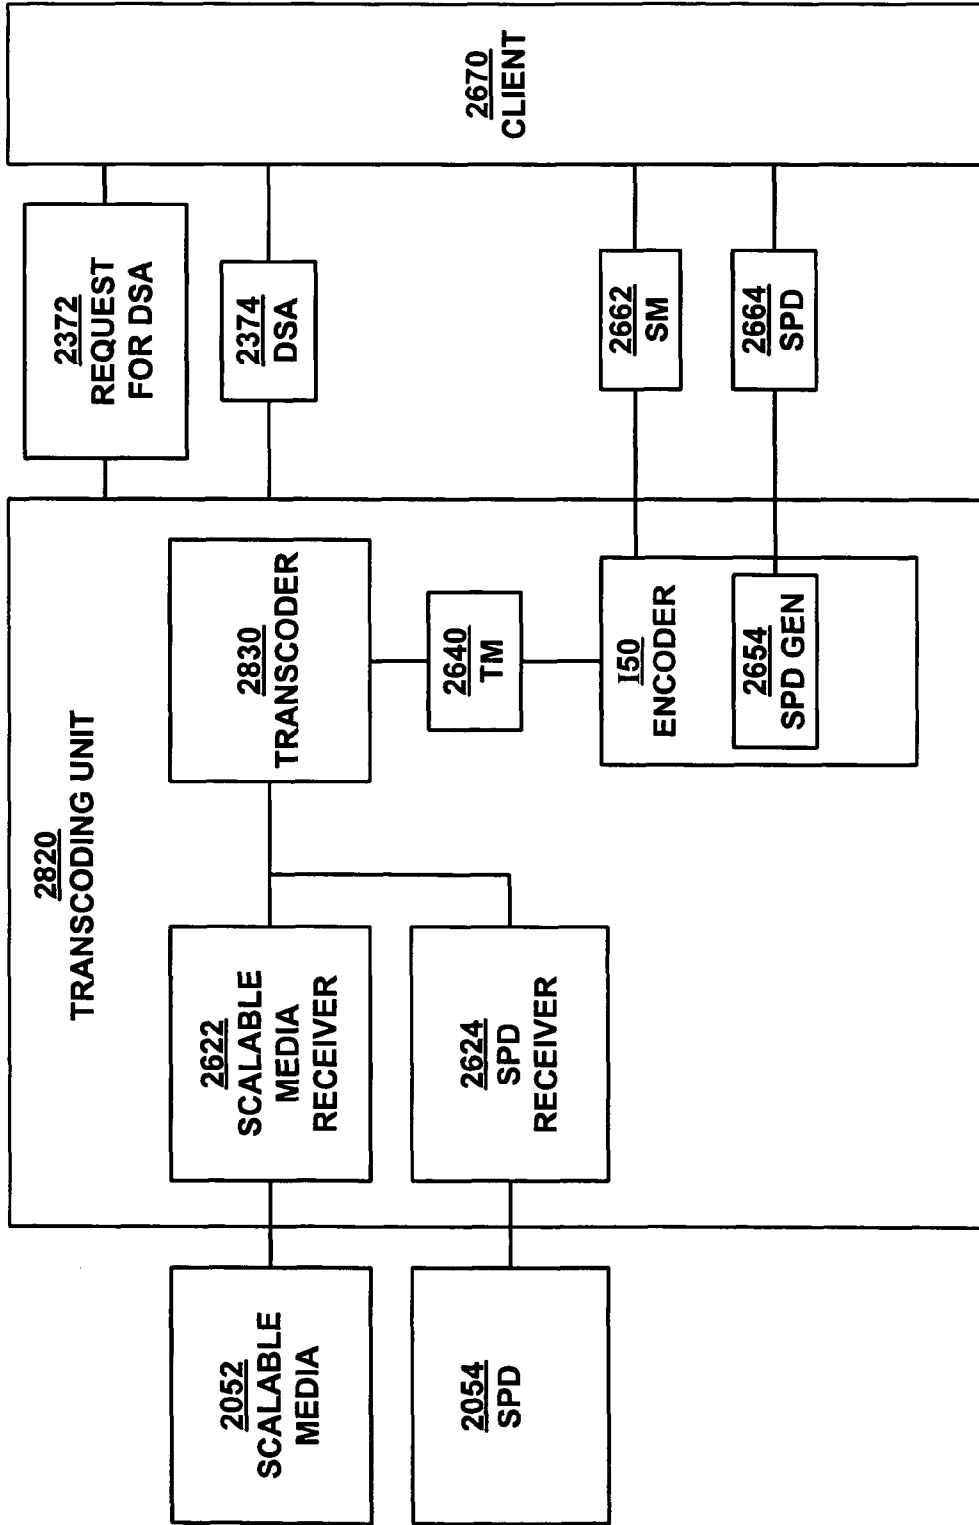 2820
TRANSCODING UNIT
2052
SCALABLE
MEDIA
2622
SCALABLE
MEDIA
RECEIVER
2830
TRANSCODER
2372
REQUEST
FOR DSA
2054
SPD
2624
SPD
RECEIVER
2640
TM
2374
DSA
I50
ENCODER
2654
SPD GEN
2662
SM
2664
SPD
2670
CLIENT